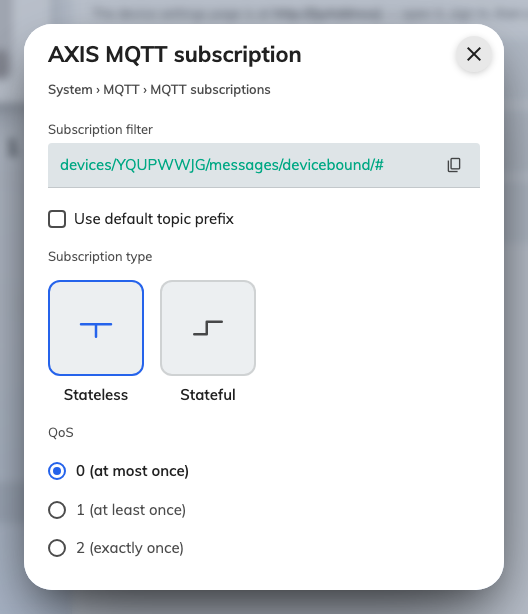 AXIS MQTT subscription
System › MQTT › MQTT subscriptions
Subscription filter
devices/YQUPWWJG/messages/devicebound/#
Use default topic prefix
Subscription type
Stateless Stateful
QoS
0 (at most once)
1 (at least once)
2 (exactly once)